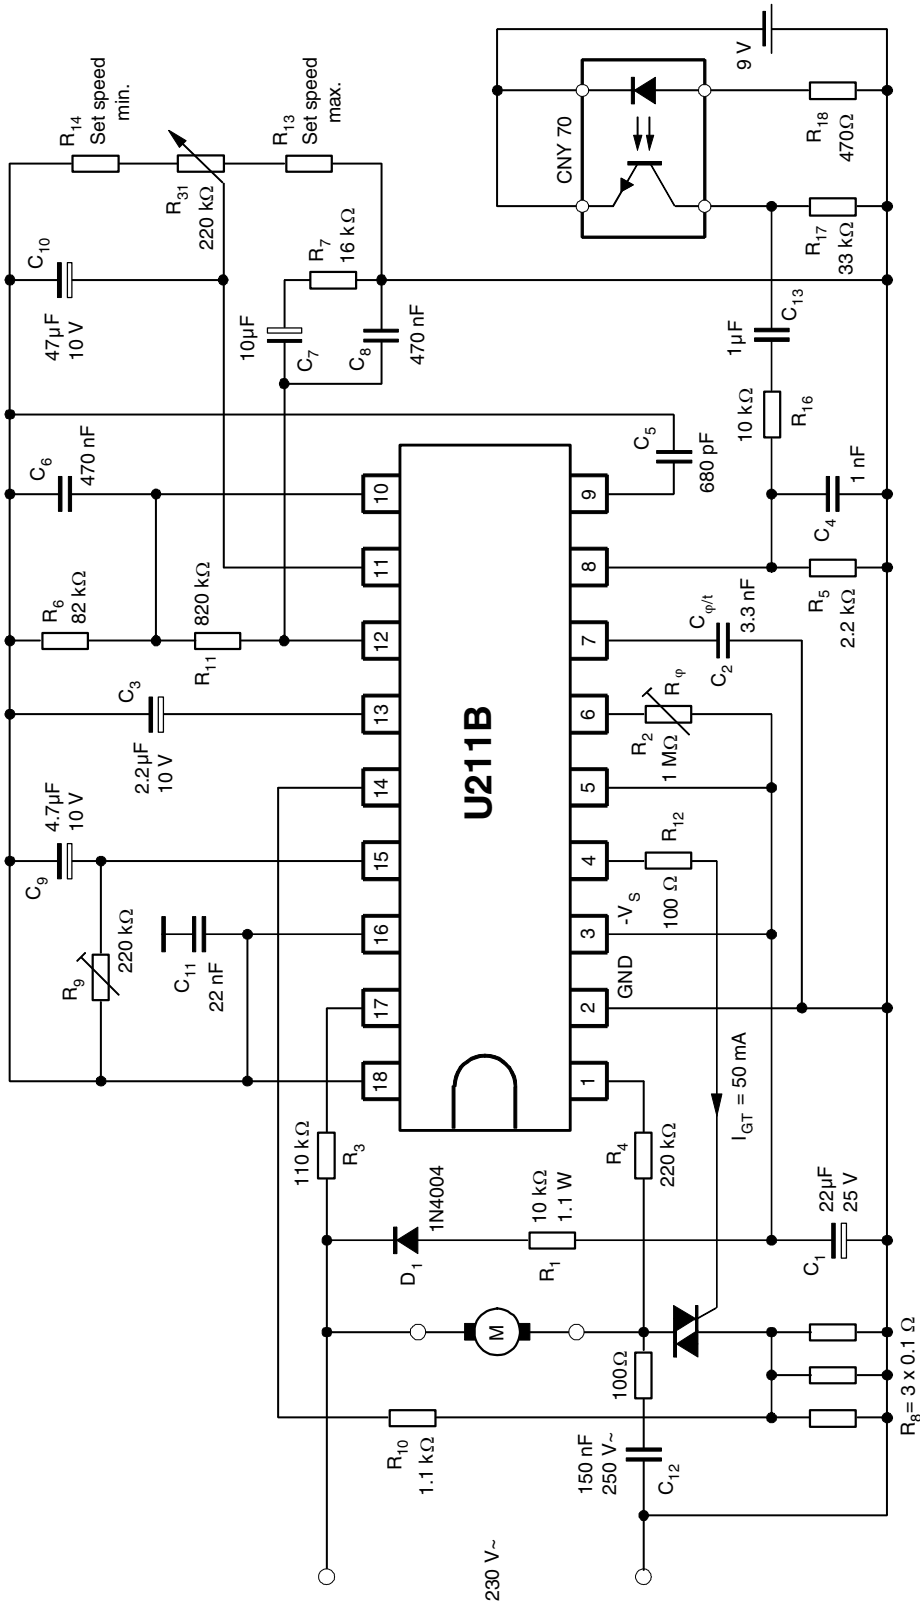 R14
Set speed
min.
R31
220 kΩ
R13
Set speed
max.
C10
47µF
10 V
R7
16 kΩ
10µF
C7
C8
470 nF
9 V
CNY 70
R18
470Ω
R17
33 kΩ
C13
1µF
10 kΩ
R16
C6
470 nF
C5
680 pF
C4
1 nF
R6
82 kΩ
R11
820 kΩ
R5
2.2 kΩ
Cφ/t
3.3 nF
C2
C3
2.2µF
10 V
R2
1 MΩ
Rφ
4.7µF
10 V
C9
R12
100 Ω
-VS
GND
R9
220 kΩ
C11
22 nF
10
11
12
13
14
15
16
17
18
U211B
9
8
7
6
5
4
3
2
1
IGT = 50 mA
110 kΩ
R3
R4
220 kΩ
1N4004
D1
10 kΩ
1.1 W
R1
22µF
25 V
C1
M
100Ω
R8= 3 x 0.1 Ω
R10
1.1 kΩ
150 nF
250 V~
C12
230 V~